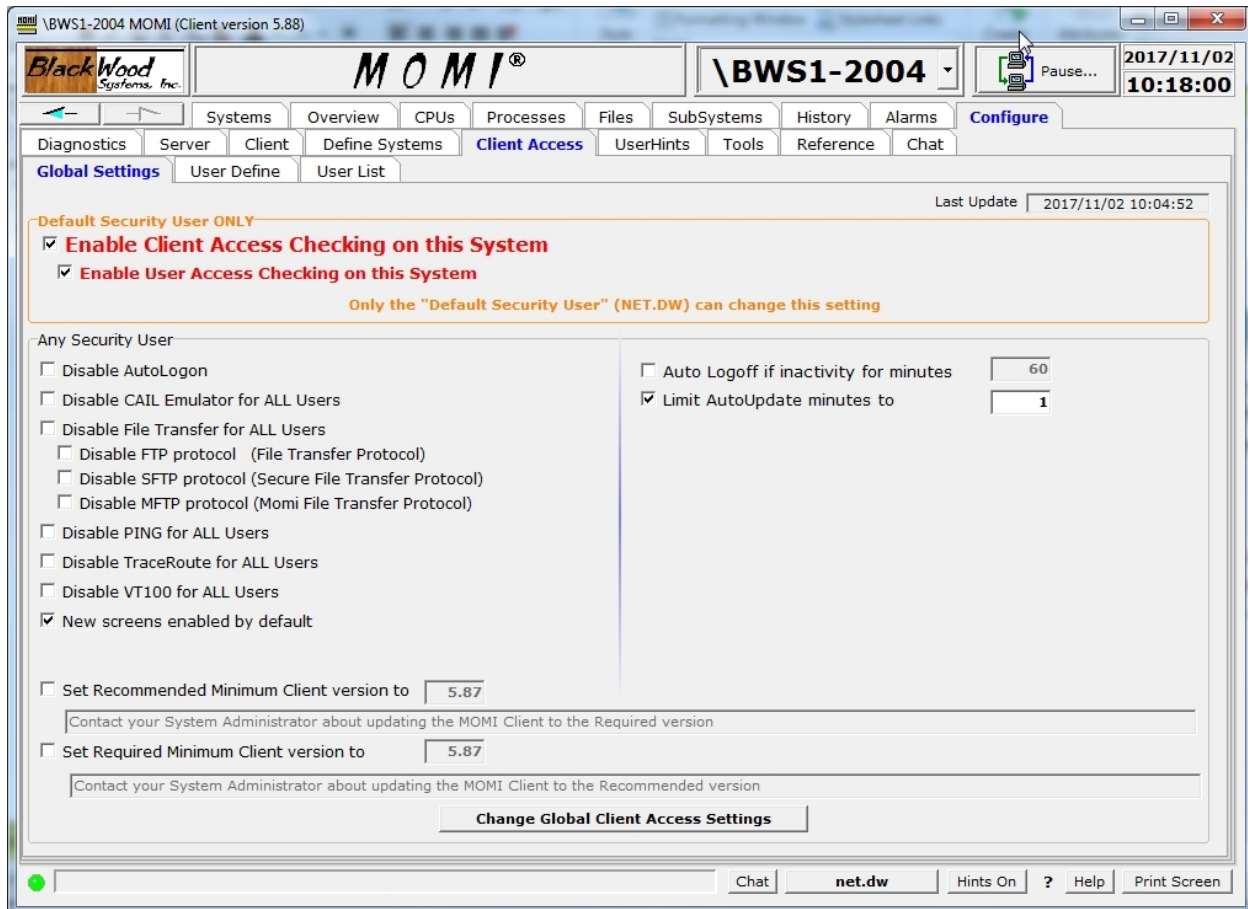 \BWS1-2004 MOMI (Client version 5.88)
BlackWood Systems, Inc.
MOMI®
\BWS1-2004
Pause...
2017/11/02
10:18:00
Systems Overview CPUs Processes Files SubSystems History Alarms Configure
Diagnostics Server Client Define Systems Client Access UserHints Tools Reference Chat
Global Settings User Define User List
Last Update 2017/11/02 10:04:52
Default Security User ONLY
Enable Client Access Checking on this System
Enable User Access Checking on this System
Only the "Default Security User" (NET.DW) can change this setting
Any Security User
Disable AutoLogon
Disable CAIL Emulator for ALL Users
Disable File Transfer for ALL Users
Disable FTP protocol (File Transfer Protocol)
Disable SFTP protocol (Secure File Transfer Protocol)
Disable MFTP protocol (Momi File Transfer Protocol)
Disable PING for ALL Users
Disable TraceRoute for ALL Users
Disable VT100 for ALL Users
New screens enabled by default
Auto Logoff if inactivity for minutes 60
Limit AutoUpdate minutes to 1
Set Recommended Minimum Client version to 5.87
Contact your System Administrator about updating the MOMI Client to the Required version
Set Required Minimum Client version to 5.87
Contact your System Administrator about updating the MOMI Client to the Recommended version
Change Global Client Access Settings
Chat net.dw Hints On ? Help Print Screen